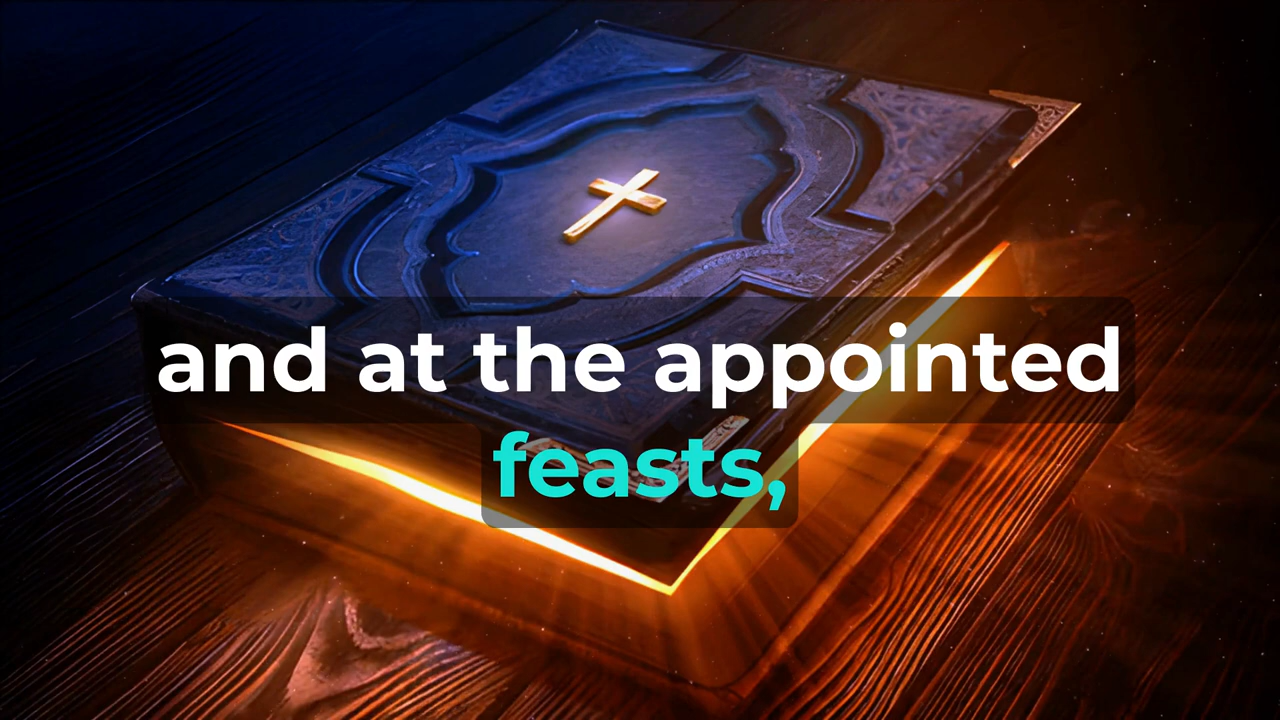 and at the appointed
feasts,